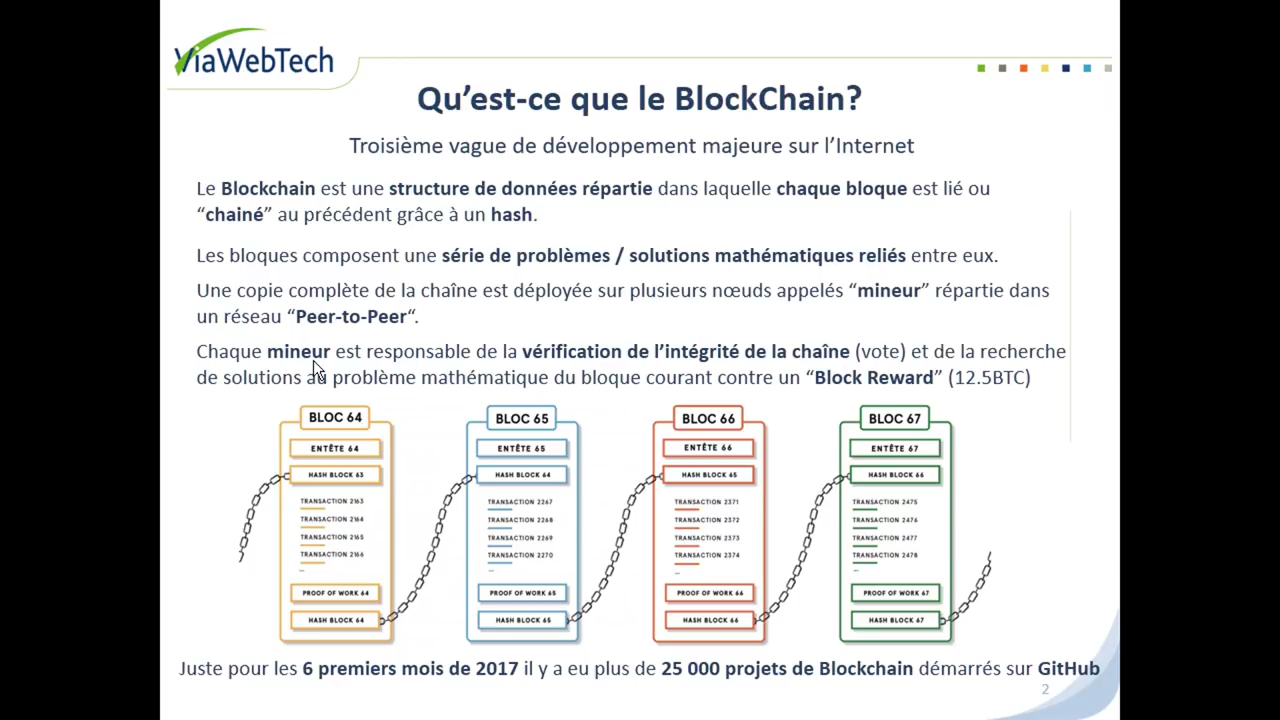 ViaWebTech
Qu’est-ce que le BlockChain?
Troisième vague de développement majeure sur l’Internet
Le Blockchain est une structure de données répartie dans laquelle chaque bloque est lié ou
“chainé” au précédent grâce à un hash.
Les bloques composent une série de problèmes / solutions mathématiques reliés entre eux.
Une copie complète de la chaîne est déployée sur plusieurs nœuds appelés “mineur” répartie dans
un réseau “Peer-to-Peer“.
Chaque mineur est responsable de la vérification de l’intégrité de la chaîne (vote) et de la recherche
de solutions au problème mathématique du bloque courant contre un “Block Reward” (12.5BTC)
BLOC 64
ENTÊTE 64
HASH BLOCK 63
TRANSACTION 2163
TRANSACTION 2164
TRANSACTION 2165
TRANSACTION 2166
...
PROOF OF WORK 64
HASH BLOCK 64
BLOC 65
ENTÊTE 65
HASH BLOCK 64
TRANSACTION 2267
TRANSACTION 2268
TRANSACTION 2269
TRANSACTION 2270
...
PROOF OF WORK 65
HASH BLOCK 65
BLOC 66
ENTÊTE 66
HASH BLOCK 65
TRANSACTION 2371
TRANSACTION 2372
TRANSACTION 2373
TRANSACTION 2374
...
PROOF OF WORK 66
HASH BLOCK 66
BLOC 67
ENTÊTE 67
HASH BLOCK 66
TRANSACTION 2475
TRANSACTION 2476
TRANSACTION 2477
TRANSACTION 2478
...
PROOF OF WORK 67
HASH BLOCK 67
Juste pour les 6 premiers mois de 2017 il y a eu plus de 25 000 projets de Blockchain démarrés sur GitHub
2